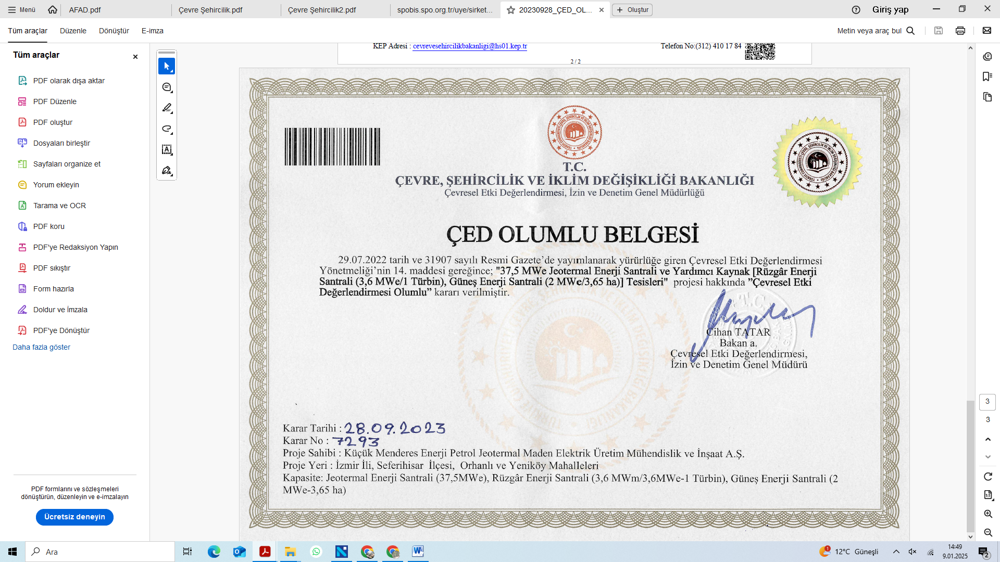 Menü
AFAD.pdf
Çevre Şehircilik.pdf
Çevre Şehircilik2.pdf
spobis.spo.org.tr/uye/sirket...
20230928_ÇED_OL...
Oluştur
Giriş yap
Tüm araçlar
Düzenle
Dönüştür
E-imza
Metin veya araç bul
Tüm araçlar
PDF olarak dışa aktar
PDF Düzenle
PDF oluştur
Dosyaları birleştir
Sayfaları organize et
Yorum ekleyin
Tarama ve OCR
PDF koru
PDF'ye Redaksiyon Yapın
PDF sıkıştır
Form hazırla
Doldur ve İmzala
PDF'ye Dönüştür
Daha fazla göster
PDF formlarını ve sözleşmeleri
dönüştürün, düzenleyin ve e-imzalayın
Ücretsiz deneyin
KEP Adresi : cevrevesehircilikbakanligi@hs01.kep.tr
Telefon No:(312) 410 17 84
2 / 2
T.C.
ÇEVRE, ŞEHİRCİLİK VE İKLİM DEĞİŞİKLİĞİ BAKANLIĞI
Çevresel Etki Değerlendirmesi, İzin ve Denetim Genel Müdürlüğü
ÇED OLUMLU BELGESİ
29.07.2022 tarih ve 31907 sayılı Resmi Gazete’de yayımlanarak yürürlüğe giren Çevresel Etki Değerlendirmesi
Yönetmeliği’nin 14. maddesi gereğince; "37,5 MWe Jeotermal Enerji Santrali ve Yardımcı Kaynak [Rüzgâr Enerji
Santrali (3,6 MWe/1 Türbin), Güneş Enerji Santrali (2 MWe/3,65 ha)] Tesisleri" projesi hakkında ”Çevresel Etki
Değerlendirmesi Olumlu” kararı verilmiştir.
T.C.
Cihan TATAR
Bakan a.
Çevresel Etki Değerlendirmesi,
İzin ve Denetim Genel Müdürü
Karar Tarihi : 28.09.2023
Karar No : 7293
Proje Sahibi : Küçük Menderes Enerji Petrol Jeotermal Maden Elektrik Üretim Mühendislik ve İnşaat A.Ş.
Proje Yeri : İzmir İli, Seferihisar İlçesi, Orhanlı ve Yeniköy Mahalleleri
Kapasite: Jeotermal Enerji Santrali (37,5MWe), Rüzgâr Enerji Santrali (3,6 MWm/3,6MWe-1 Türbin), Güneş Enerji Santrali (2
MWe-3,65 ha)
3
3
Ara
1
12°C Güneşli
14:49
9.01.2025
2